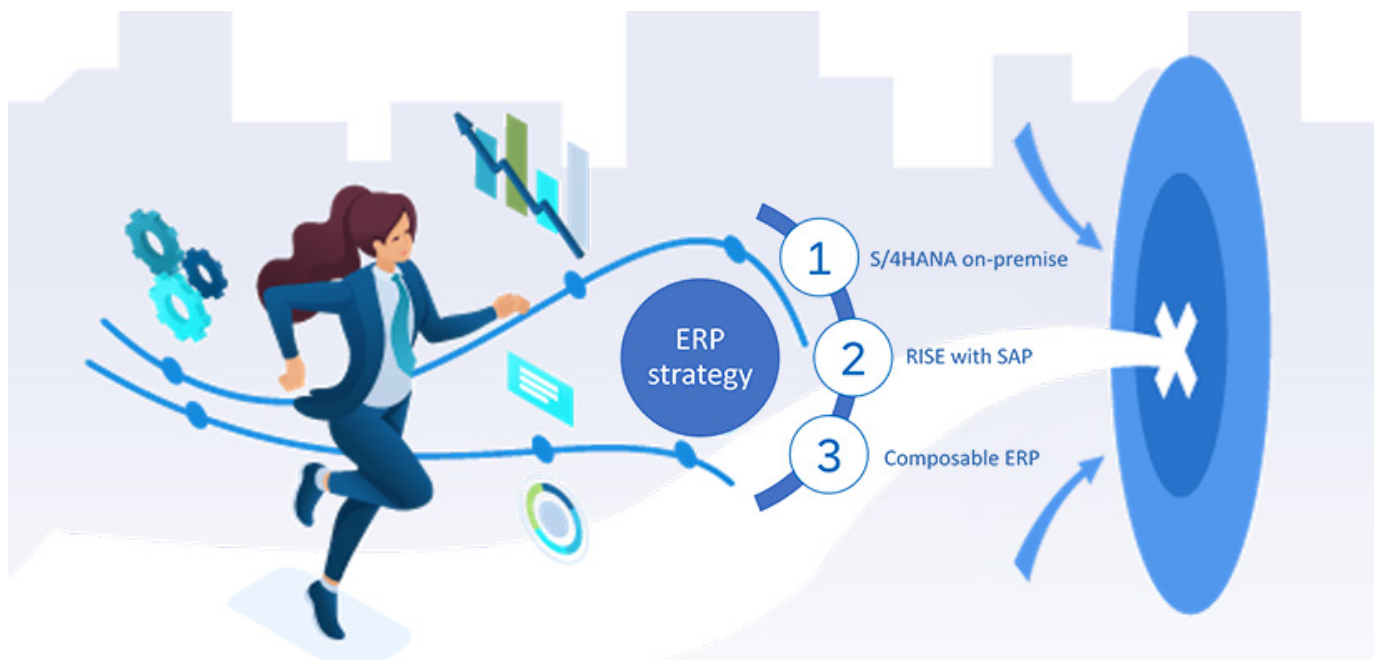 ERP
strategy
1
S/4HANA on-premise
2
RISE with SAP
3
Composable ERP